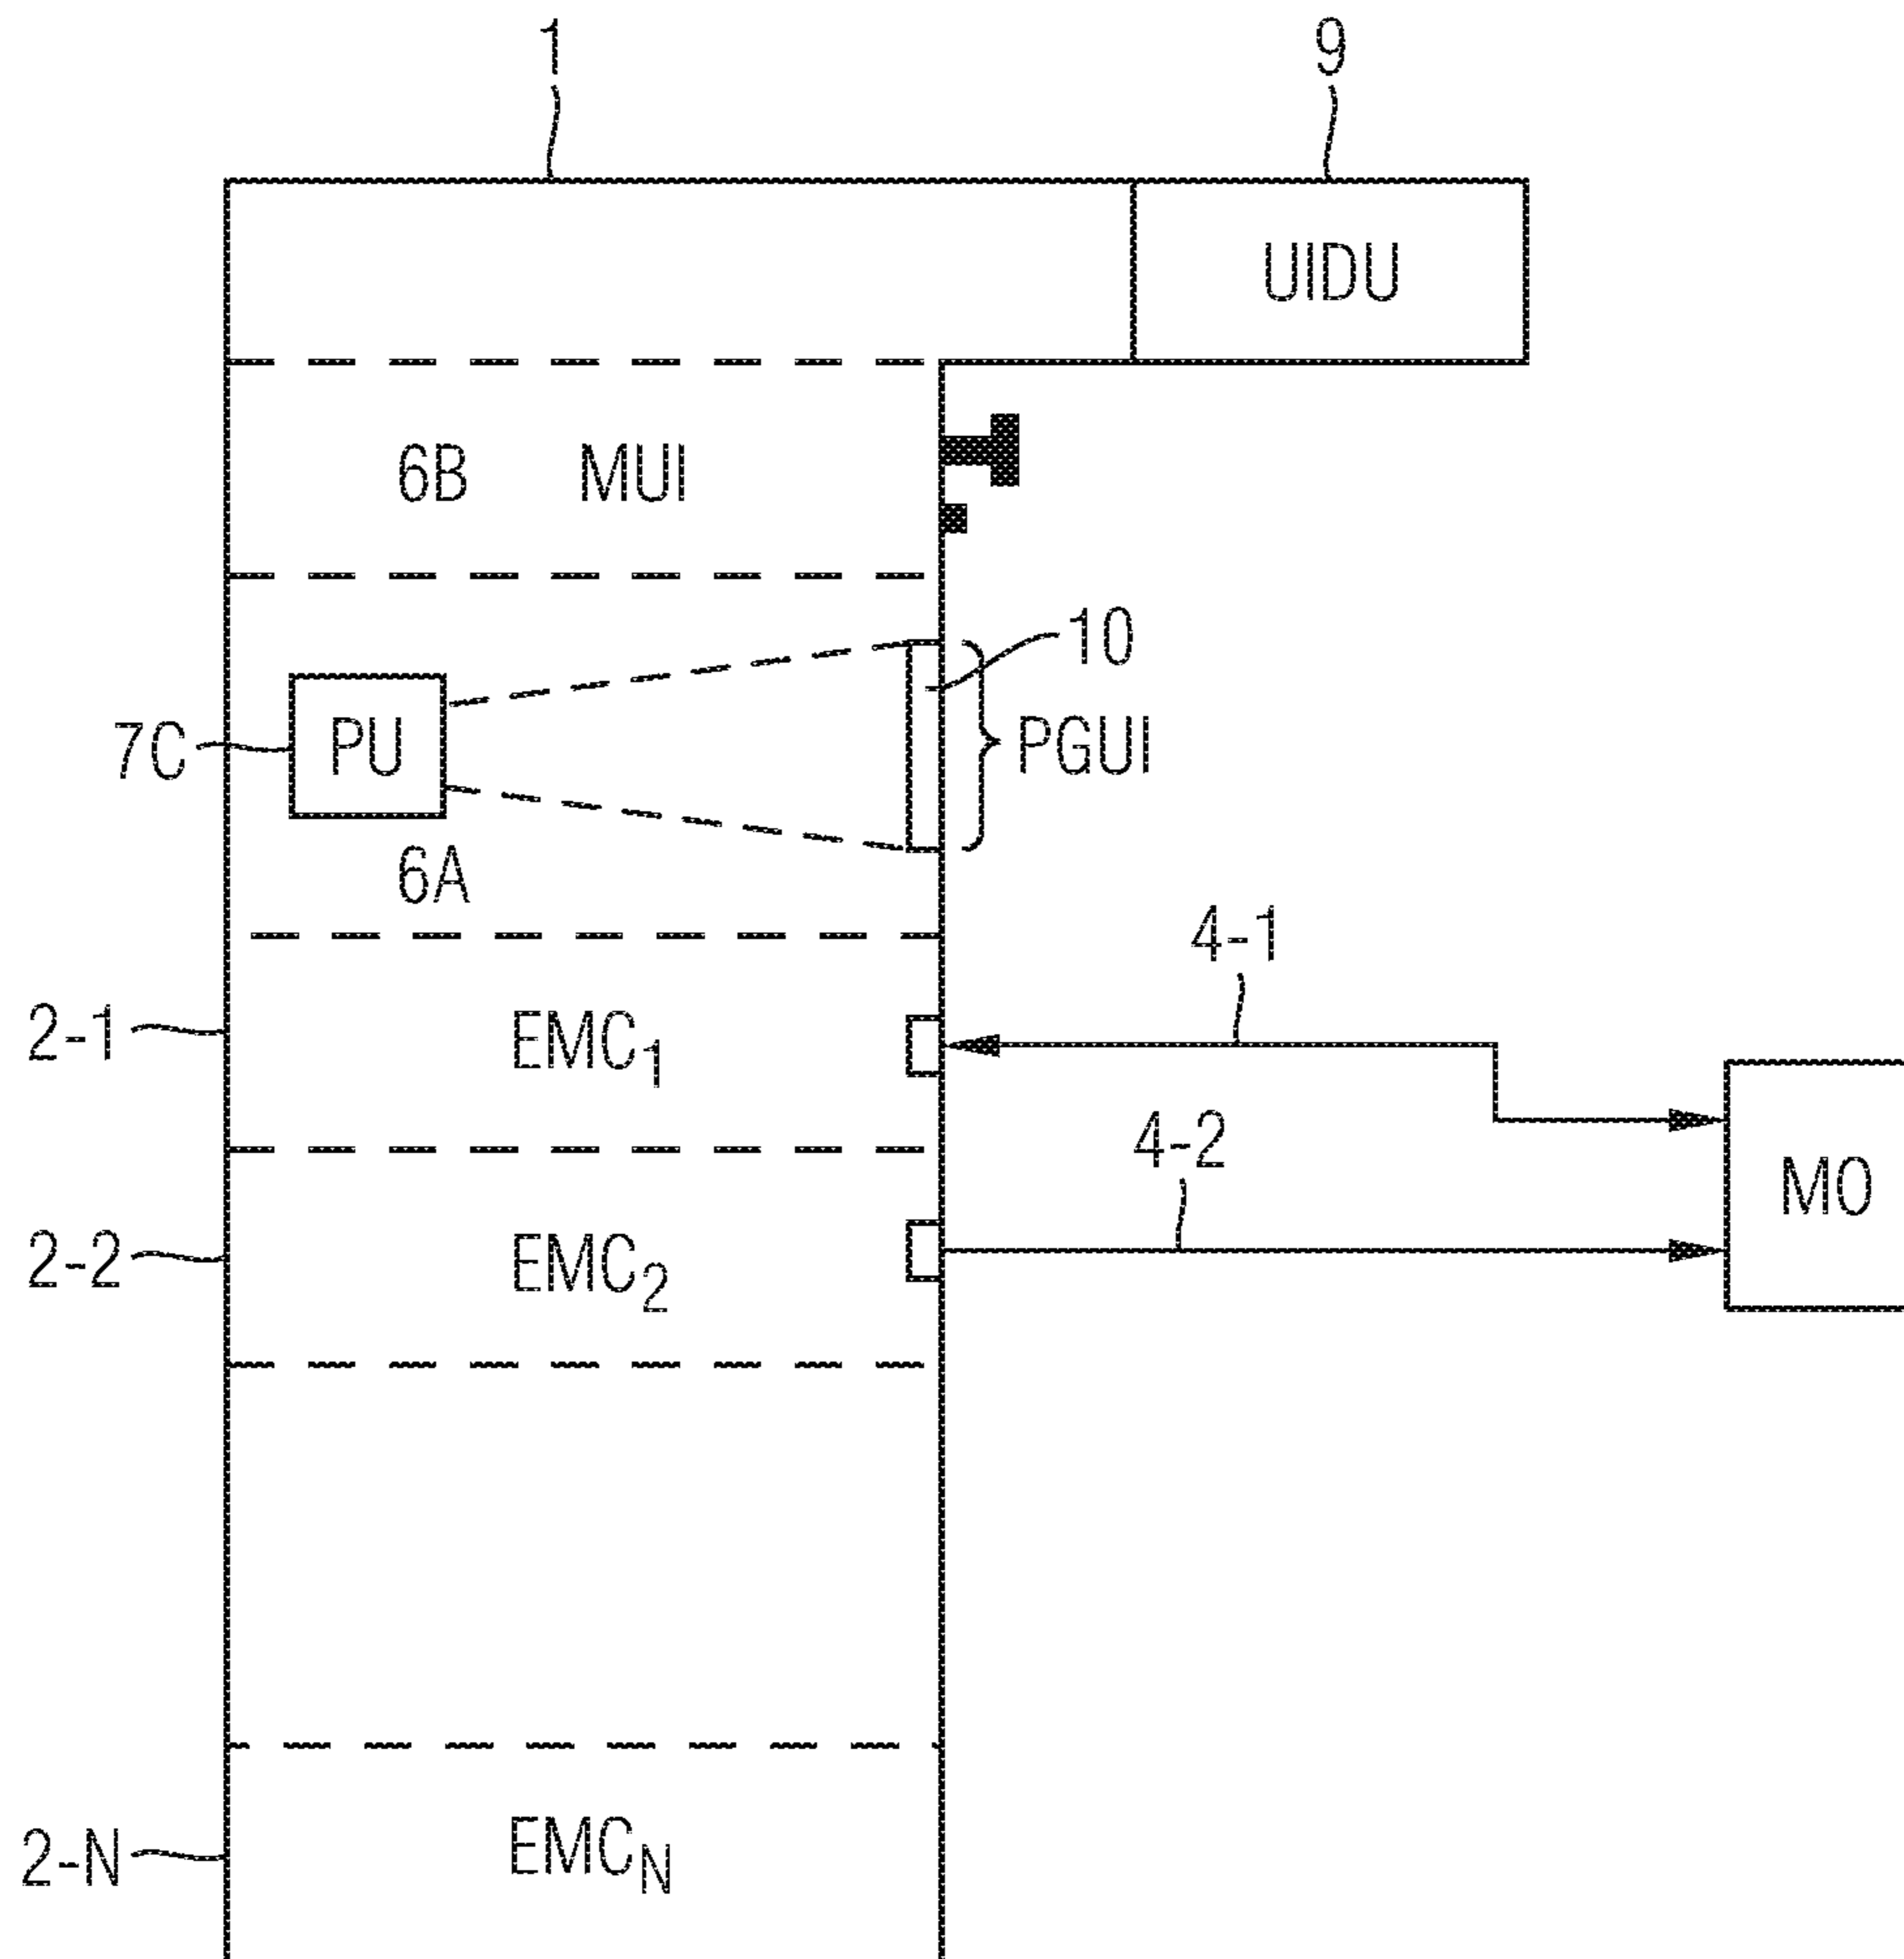 1 9
UIDU
6B MUI
10
7C PU PGUI
6A
4-1
2-1 EMC1
4-2
MO
2-2 EMC2
2-N EMCN